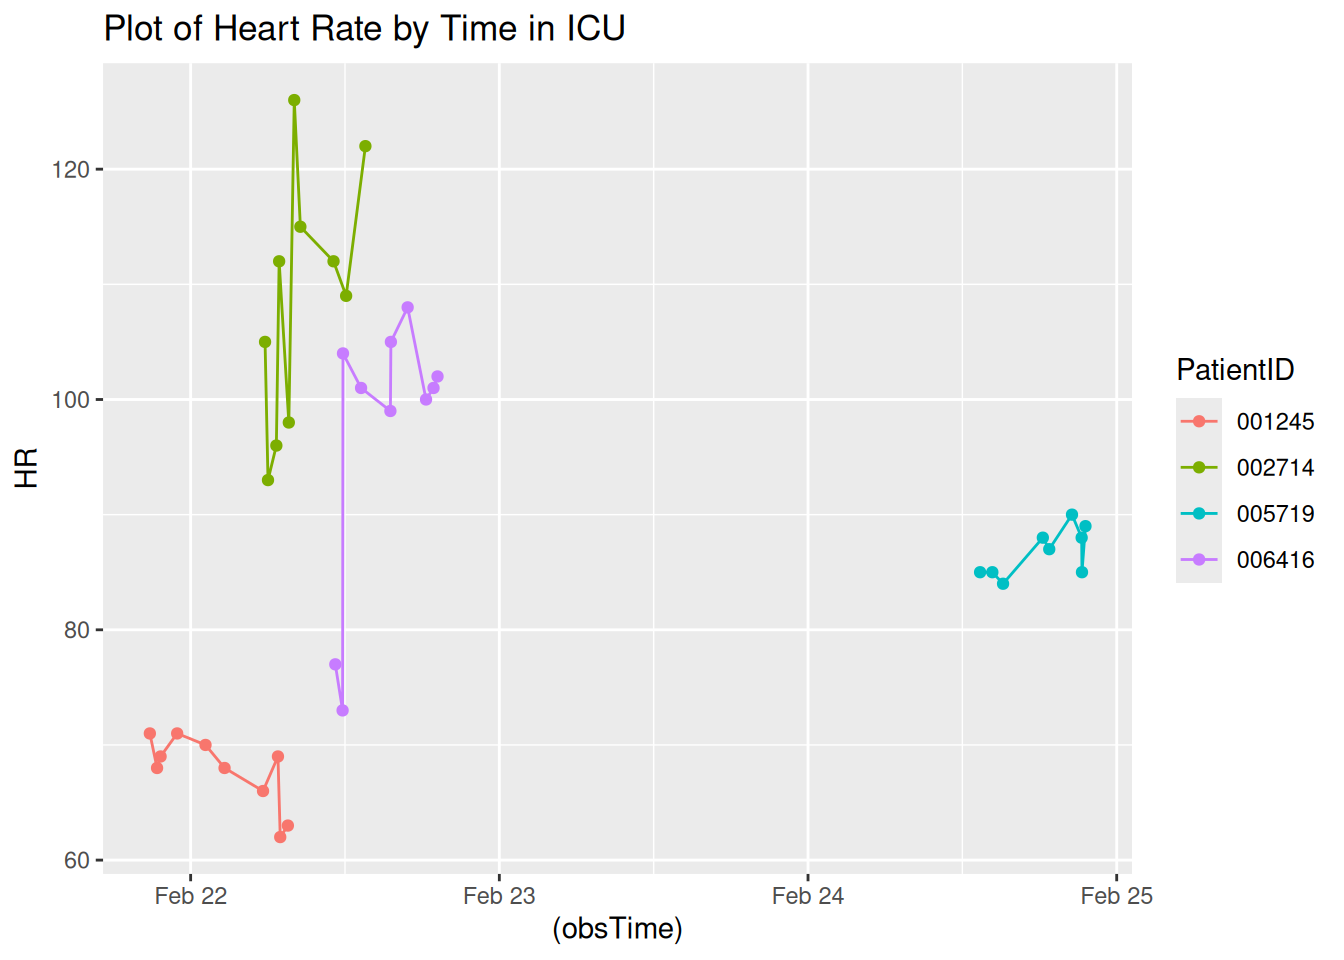 Plot of Heart Rate by Time in ICU
120
100
80
60
HR
Feb 22
Feb 23
Feb 24
Feb 25
(obsTime)
PatientID
001245
002714
005719
006416